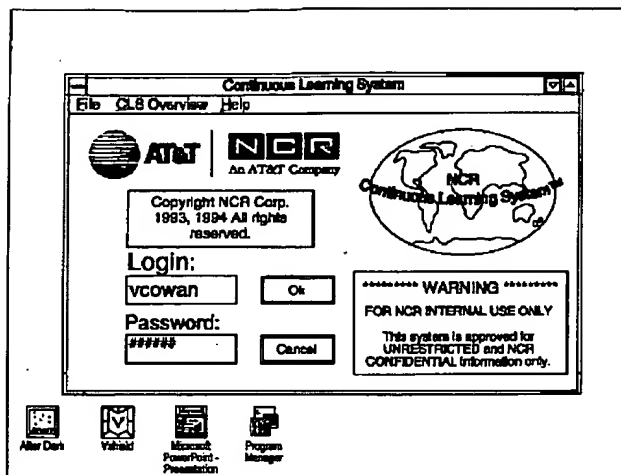 Continuous Learning System
File CLS Overview Help
AT&T
NCR
An AT&T Company
Copyright NCR Corp.
1993, 1994 All rights
reserved.
NCR
Continuous Learning System™
Login:
vcowan
Ok
Password:
######
Cancel
********* WARNING *********
FOR NCR INTERNAL USE ONLY
This system is approved for
UNRESTRICTED and NCR
CONFIDENTIAL information only.
After Dark
Vshield
Microsoft
PowerPoint -
Presentation
Program
Manager